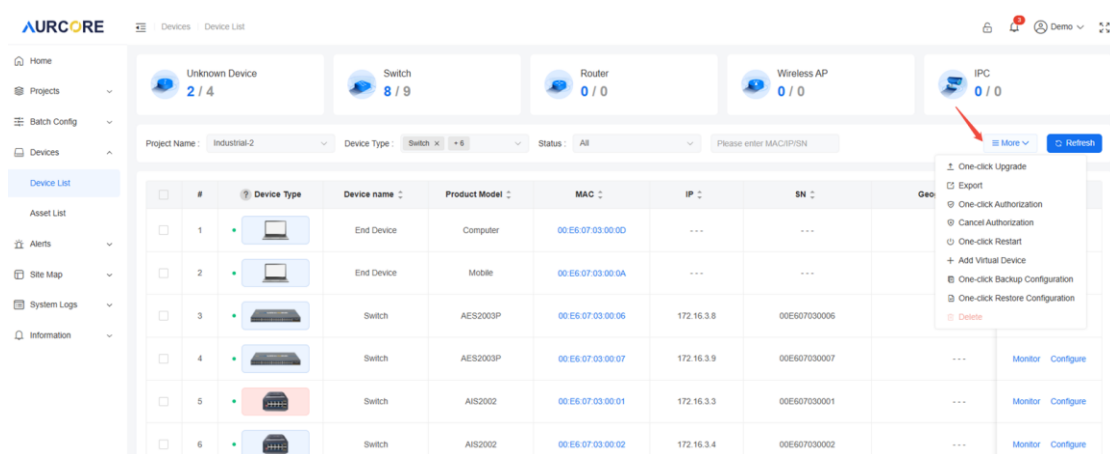 AURCORE
Devices Device List
3
Demo
Home
Projects
Batch Config
Devices
Device List
Asset List
Alerts
Site Map
System Logs
Information
Unknown Device
2 / 4
Switch
8 / 9
Router
0 / 0
Wireless AP
0 / 0
IPC
0 / 0
Project Name : Industrial-2 Device Type : Switch × + 6 Status : All Please enter MAC/IP/SN More Refresh
One-click Upgrade
Export
One-click Authorization
Cancel Authorization
One-click Restart
Add Virtual Device
One-click Backup Configuration
One-click Restore Configuration
Delete
# ? Device Type Device name Product Model MAC IP SN
1 End Device Computer 00:E6:07:03:00:0D - - - - - -
2 End Device Mobile 00:E6:07:03:00:0A - - - - - -
3 Switch AES2003P 00:E6:07:03:00:06 172.16.3.8 00E607030006
4 Switch AES2003P 00:E6:07:03:00:07 172.16.3.9 00E607030007 - - - Monitor Configure
5 Switch AIS2002 00:E6:07:03:00:01 172.16.3.3 00E607030001 - - - Monitor Configure
6 Switch AIS2002 00:E6:07:03:00:02 172.16.3.4 00E607030002 - - - Monitor Configure